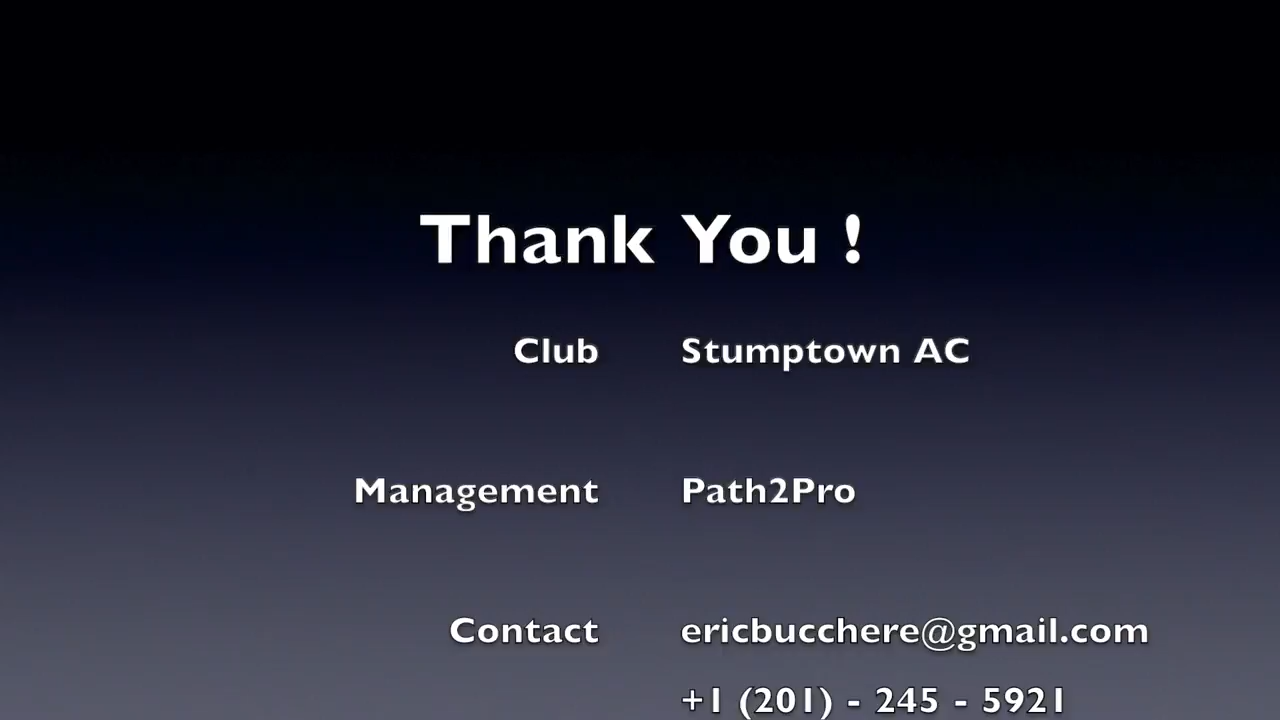 Thank You !
Club Stumptown AC
Management Path2Pro
Contact ericbucchere@gmail.com
+1 (201) - 245 - 5921